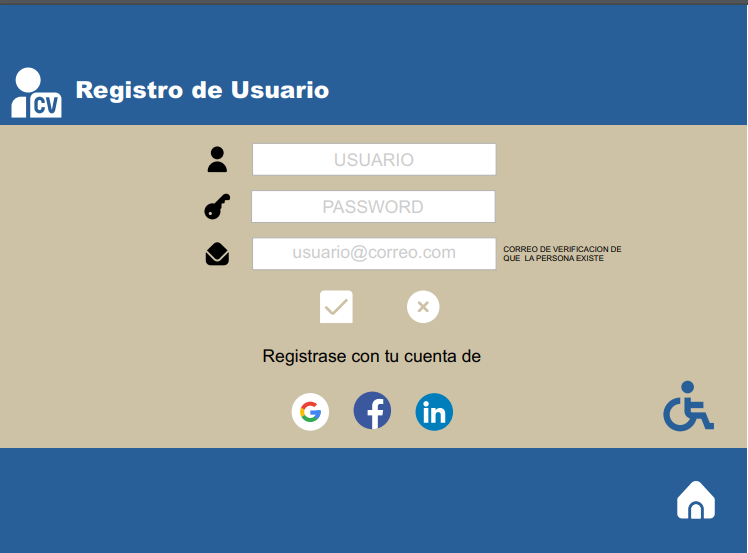 CV
Registro de Usuario
USUARIO
PASSWORD
usuario@correo.com
CORREO DE VERIFICACION DE
QUE LA PERSONA EXISTE
Registrase con tu cuenta de
G
f
in